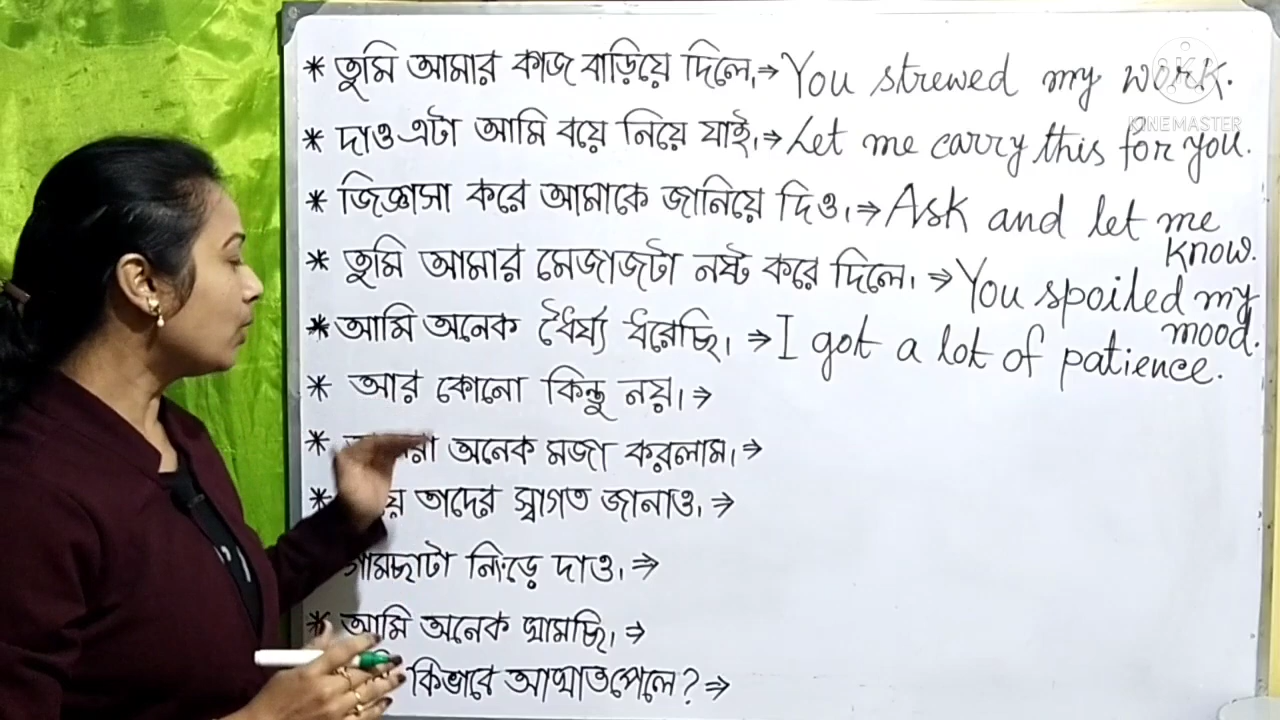 * তুমি আমার কাজ বাড়িয়ে দিলে।⇒ You strewed my work.
* দাও এটা আমি বয়ে নিয়ে যাই।⇒ Let me carry this for you.
* জিজ্ঞাসা করে আমাকে জানিয়ে দিও।⇒ Ask and let me know.
* তুমি আমার মেজাজটা নষ্ট করে দিলে। ⇒ You spoiled my mood.
* আমি অনেক ধৈর্য্য ধরেছি। ⇒ I got a lot of patience.
* আর কোনো কিন্তু নয়।⇒
* অনেক মজা করলাম।⇒
* তাদের স্বাগত জানাও। ⇒
গামছাটা নিংড়ে দাও। ⇒
* আমি অনেক ঘামছি। ⇒
কিভাবে আঘাত পেলে? ⇒
KINEMASTER